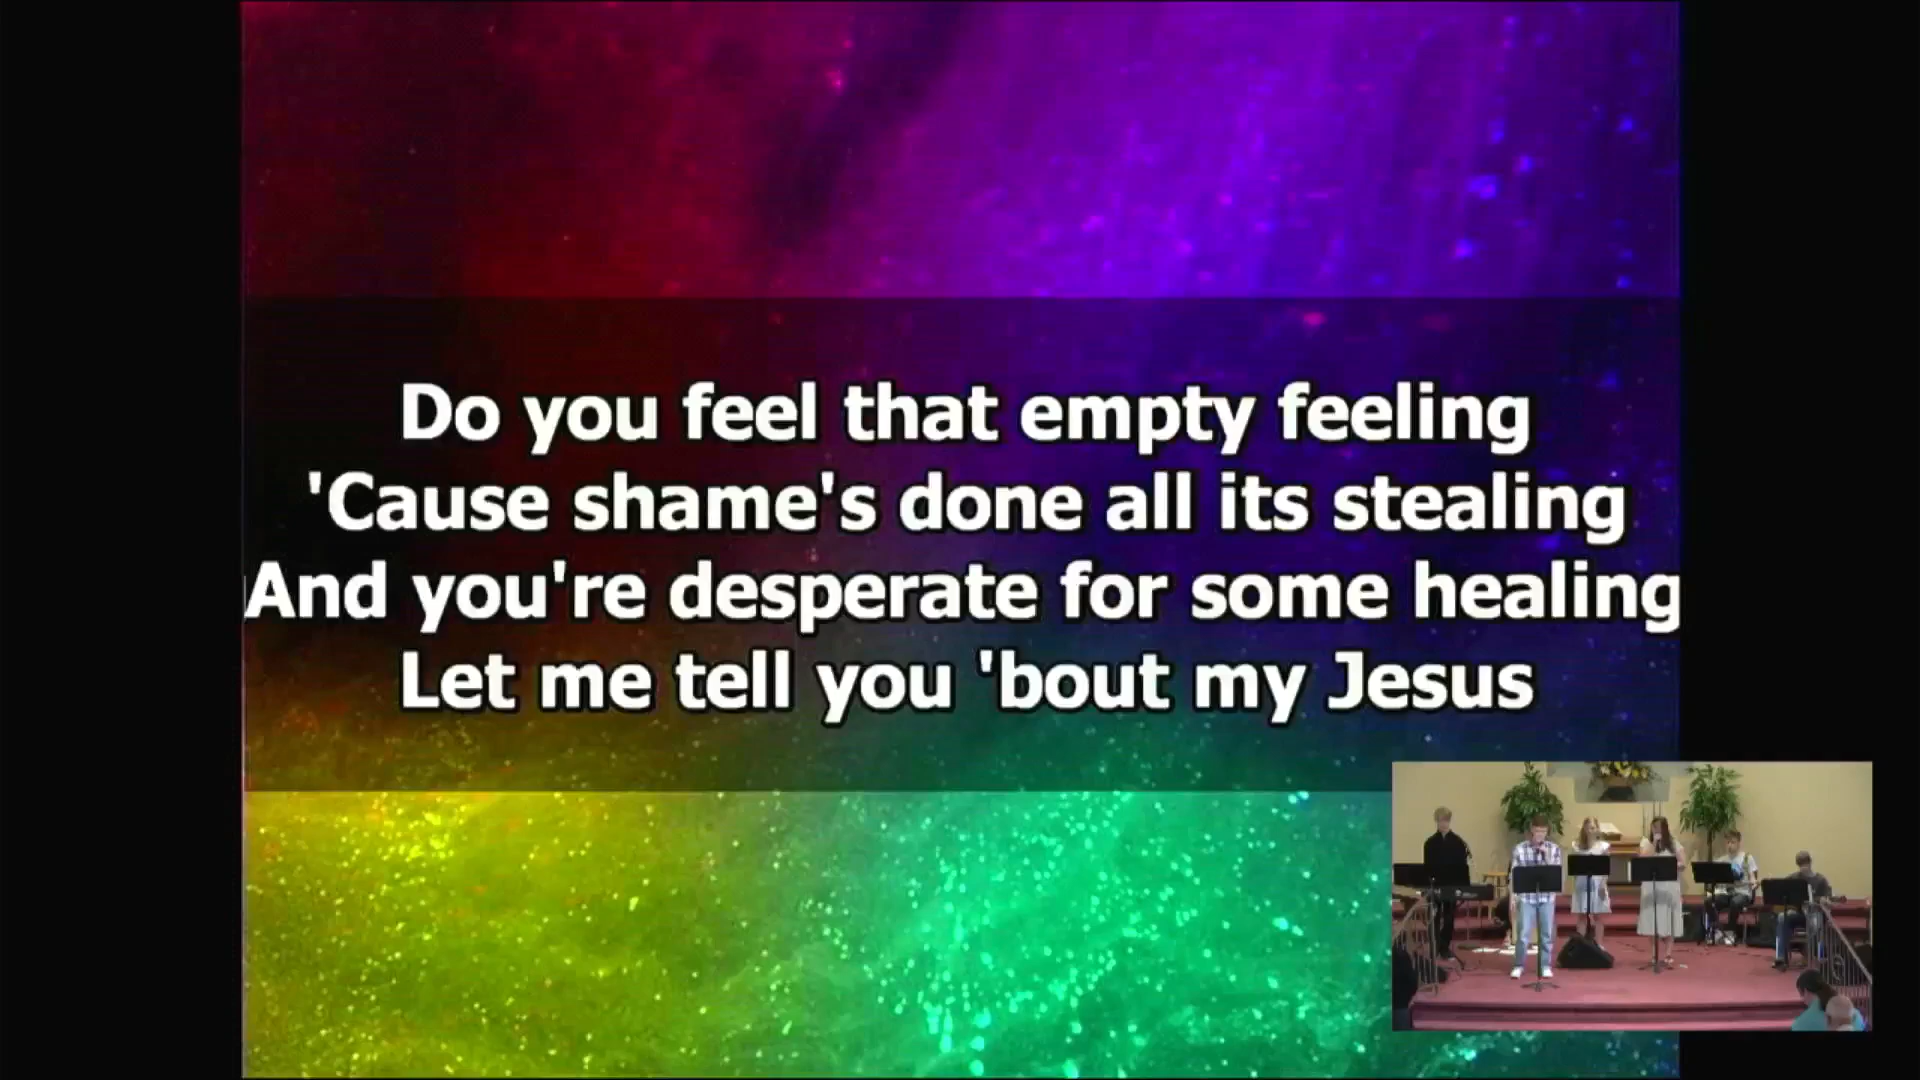 Do you feel that empty feeling
'Cause shame's done all its stealing
And you're desperate for some healing
Let me tell you 'bout my Jesus